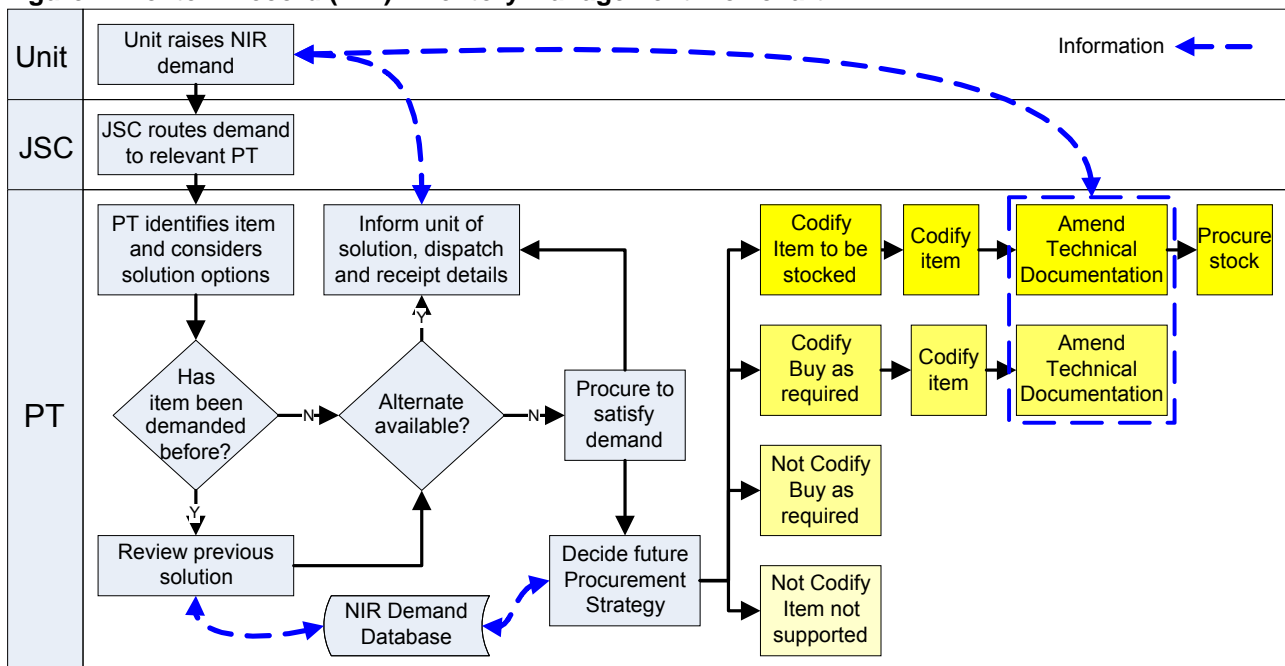 Unit
Unit raises NIR
demand
Information
JSC
JSC routes demand
to relevant PT
PT
PT identifies item
and considers
solution options
Inform unit of
solution, dispatch
and receipt details
Codify
Item to be
stocked
Codify
item
Amend
Technical
Documentation
Procure
stock
Y
Has
item been
demanded
before?
N
Alternate
available?
N
Procure to
satisfy
demand
Codify
Buy as
required
Codify
item
Amend
Technical
Documentation
Y
Not Codify
Buy as
required
Review previous
solution
Decide future
Procurement
Strategy
NIR Demand
Database
Not Codify
Item not
supported